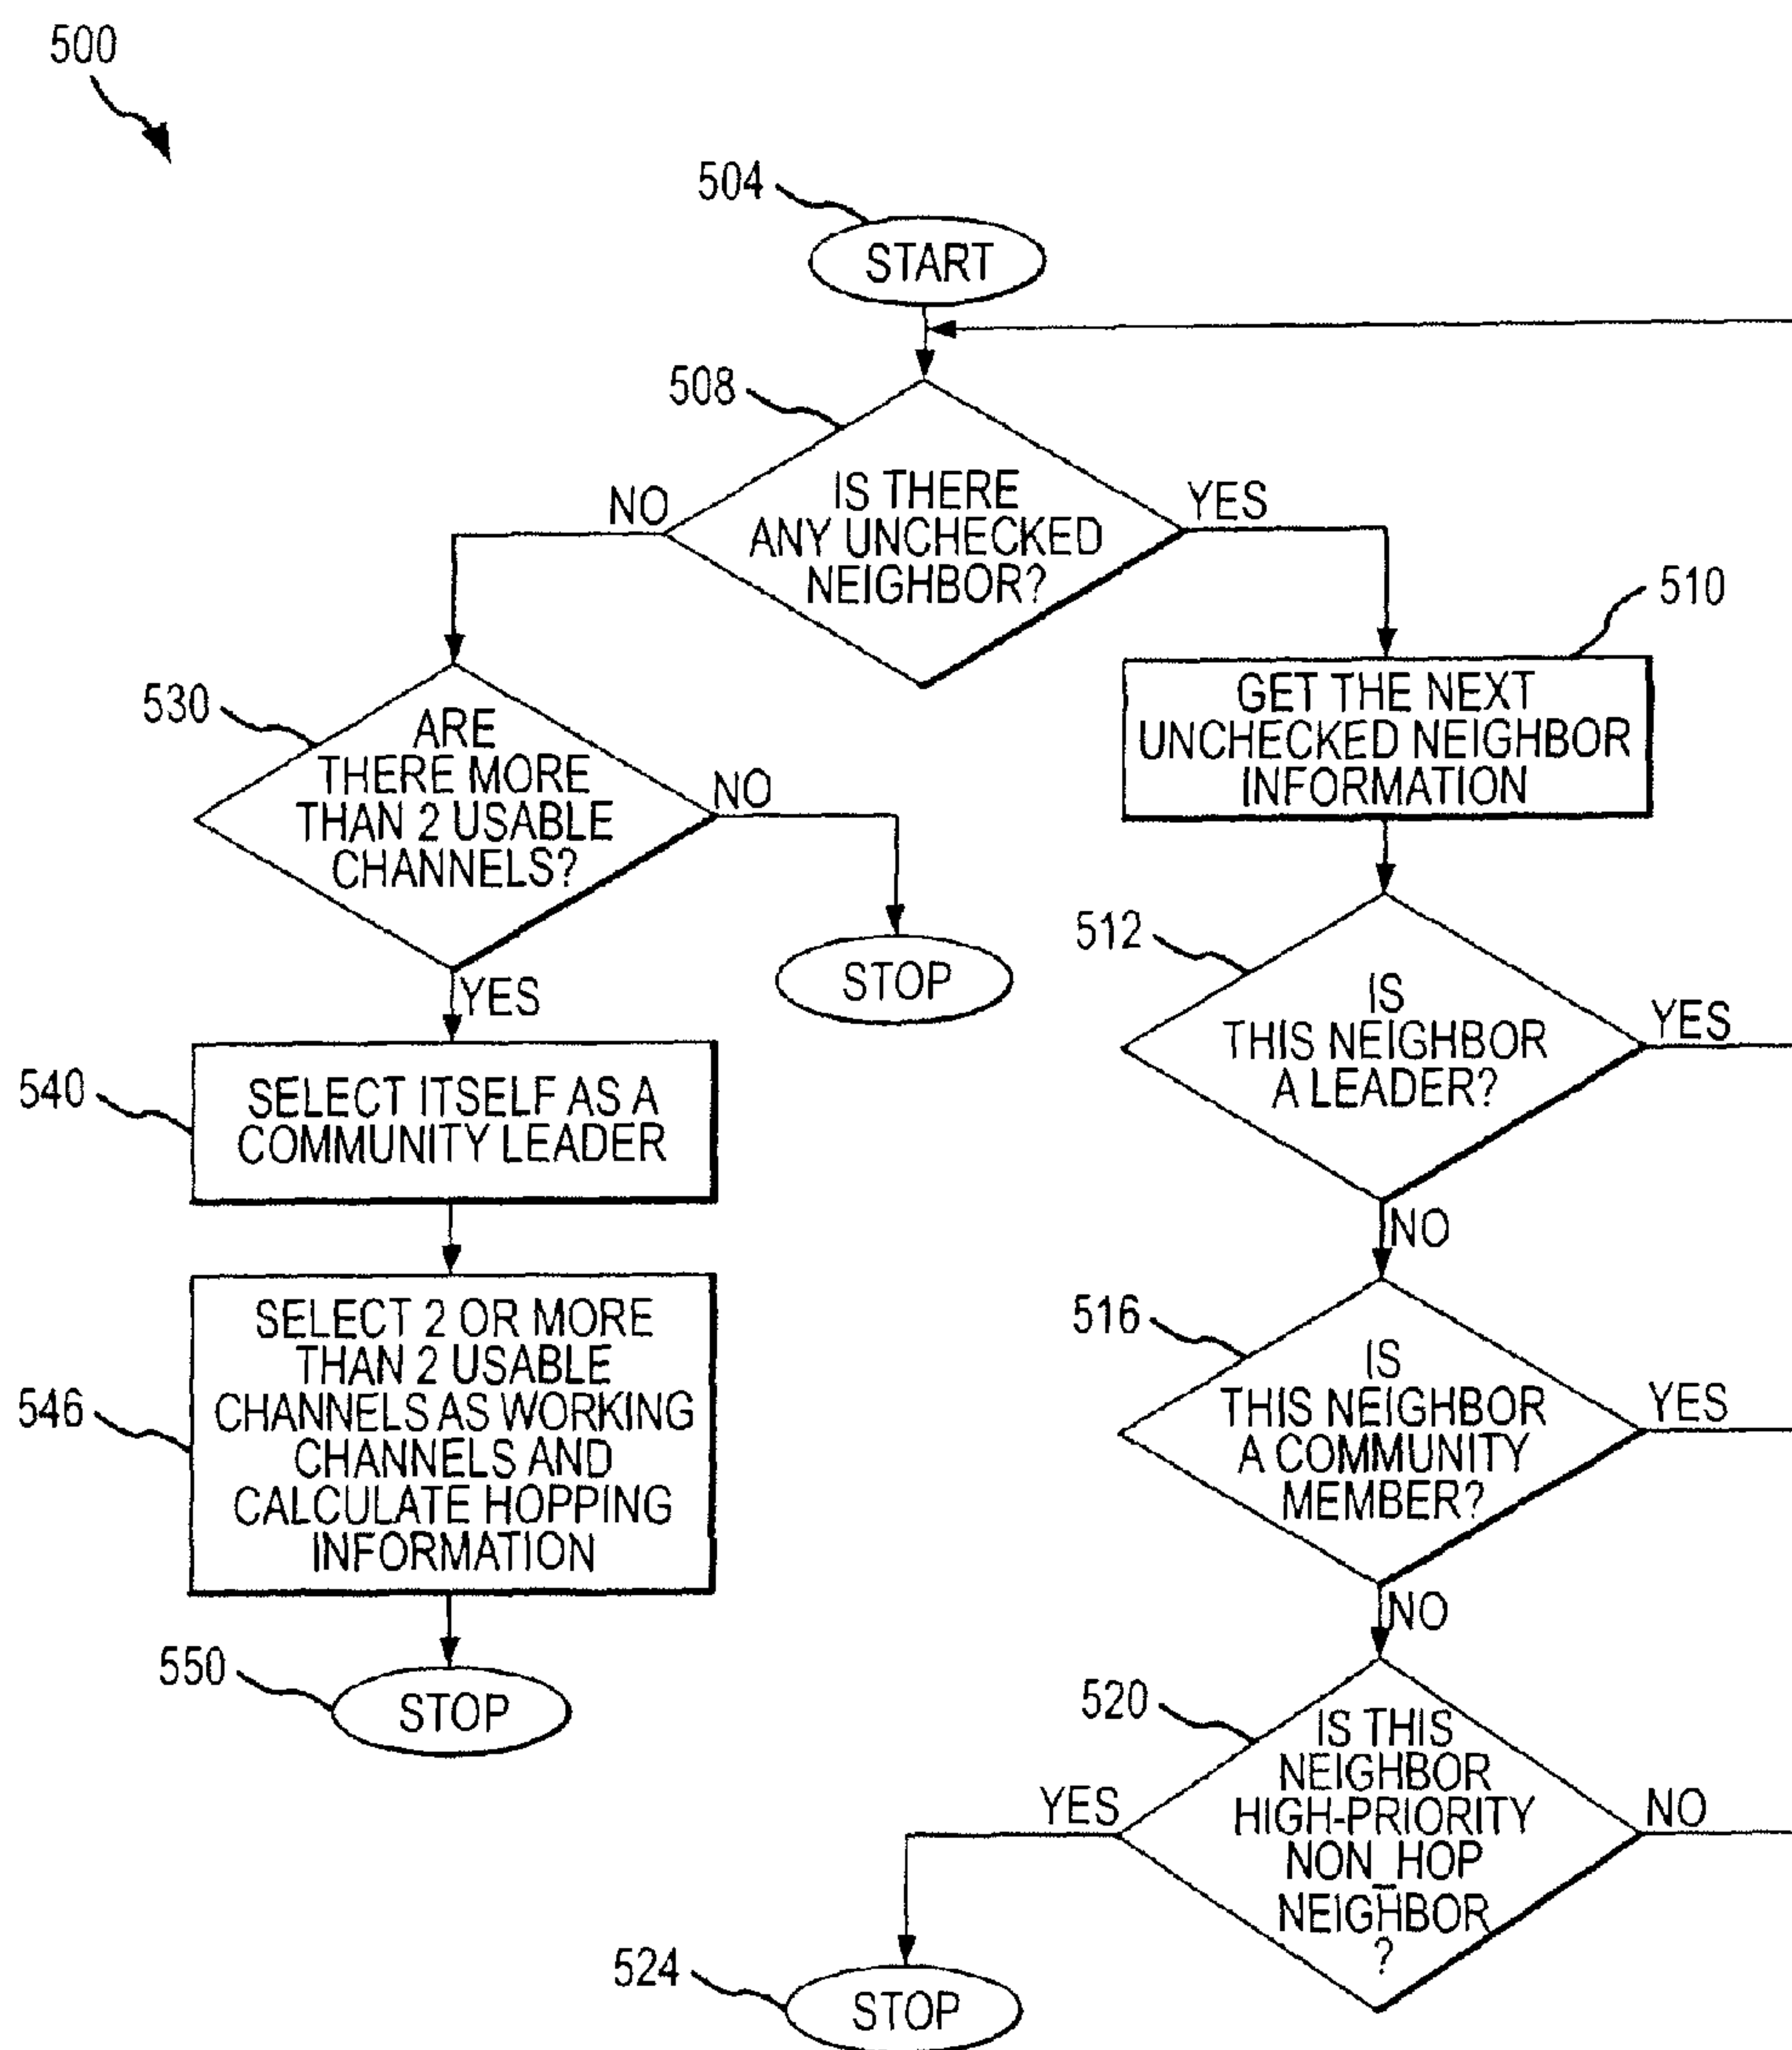 500
504
START
508
IS THERE
ANY UNCHECKED
NEIGHBOR?
NO
YES
510
GET THE NEXT
UNCHECKED NEIGHBOR
INFORMATION
530
ARE
THERE MORE
THAN 2 USABLE
CHANNELS?
NO
STOP
YES
512
IS
THIS NEIGHBOR
A LEADER?
YES
NO
540
SELECT ITSELF AS A
COMMUNITY LEADER
516
IS
THIS NEIGHBOR
A COMMUNITY
MEMBER?
YES
NO
546
SELECT 2 OR MORE
THAN 2 USABLE
CHANNELS AS WORKING
CHANNELS AND
CALCULATE HOPPING
INFORMATION
550
STOP
520
IS THIS
NEIGHBOR
HIGH-PRIORITY
NON_HOP
NEIGHBOR
?
YES
NO
524
STOP